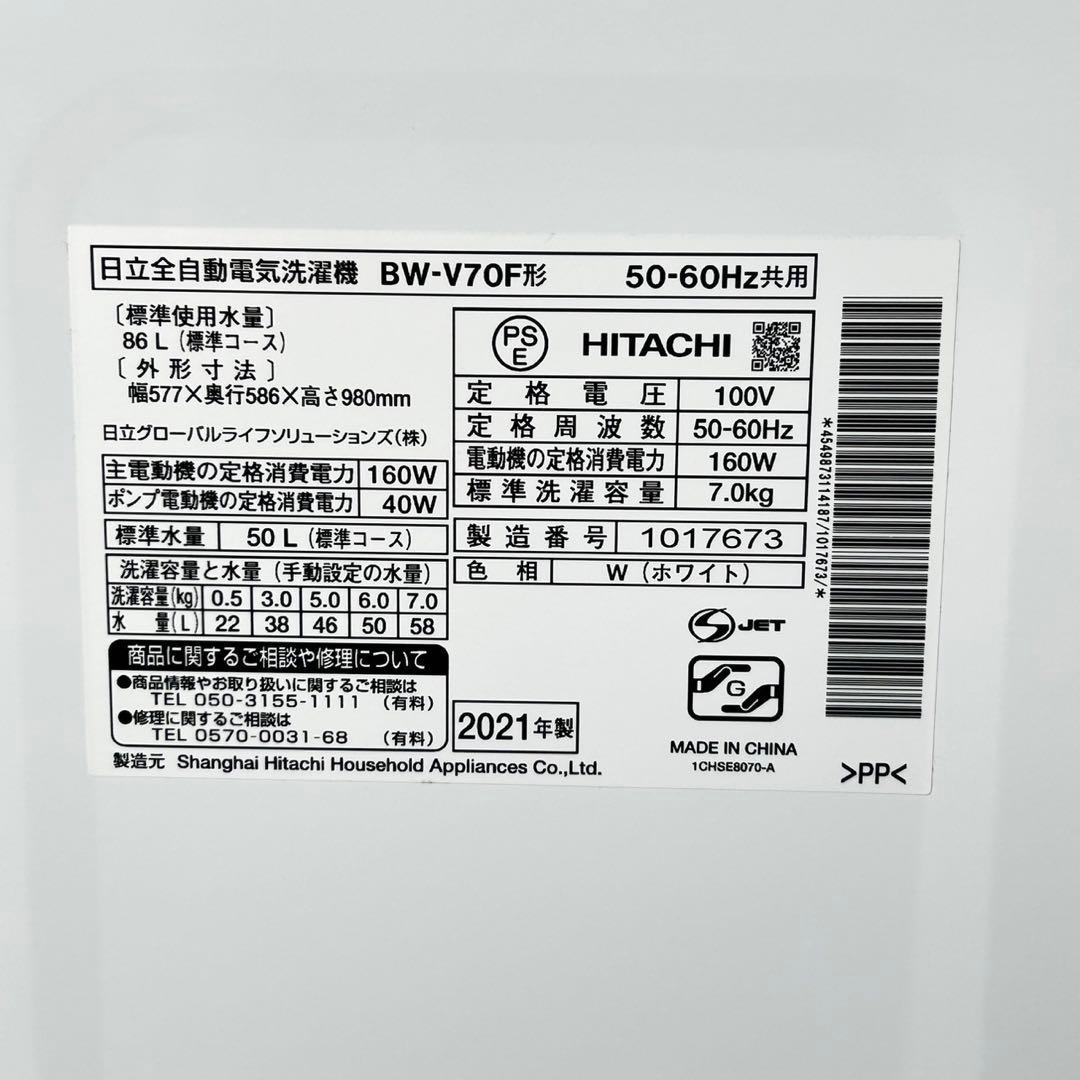 日立全自動電気洗濯機 BW-V70F形 50-60Hz共用
〔標準使用水量〕
86 L (標準コース)
〔外形寸法〕
幅577×奥行586×高さ980mm
日立グローバルライフソリューションズ(株)
主電動機の定格消費電力 160W
ポンプ電動機の定格消費電力 40W
標準水量 50 L (標準コース)
洗濯容量と水量 (手動設定の水量)
洗濯容量(kg) 0.5 3.0 5.0 6.0 7.0
水 量(L) 22 38 46 50 58
商品に関するご相談や修理について
●商品情報やお取り扱いに関するご相談は
TEL 050-3155-1111 (有料)
●修理に関するご相談は
TEL 0570-0031-68 (有料)
製造元 Shanghai Hitachi Household Appliances Co.,Ltd.
PS
E HITACHI
定格電圧 100V
定格周波数 50-60Hz
電動機の定格消費電力 160W
標準洗濯容量 7.0kg
製造番号 1017673
色相 W (ホワイト)
S JET
G
2021年製
MADE IN CHINA
1CHSE8070-A
>PP<
*4549873114187/1017673/*